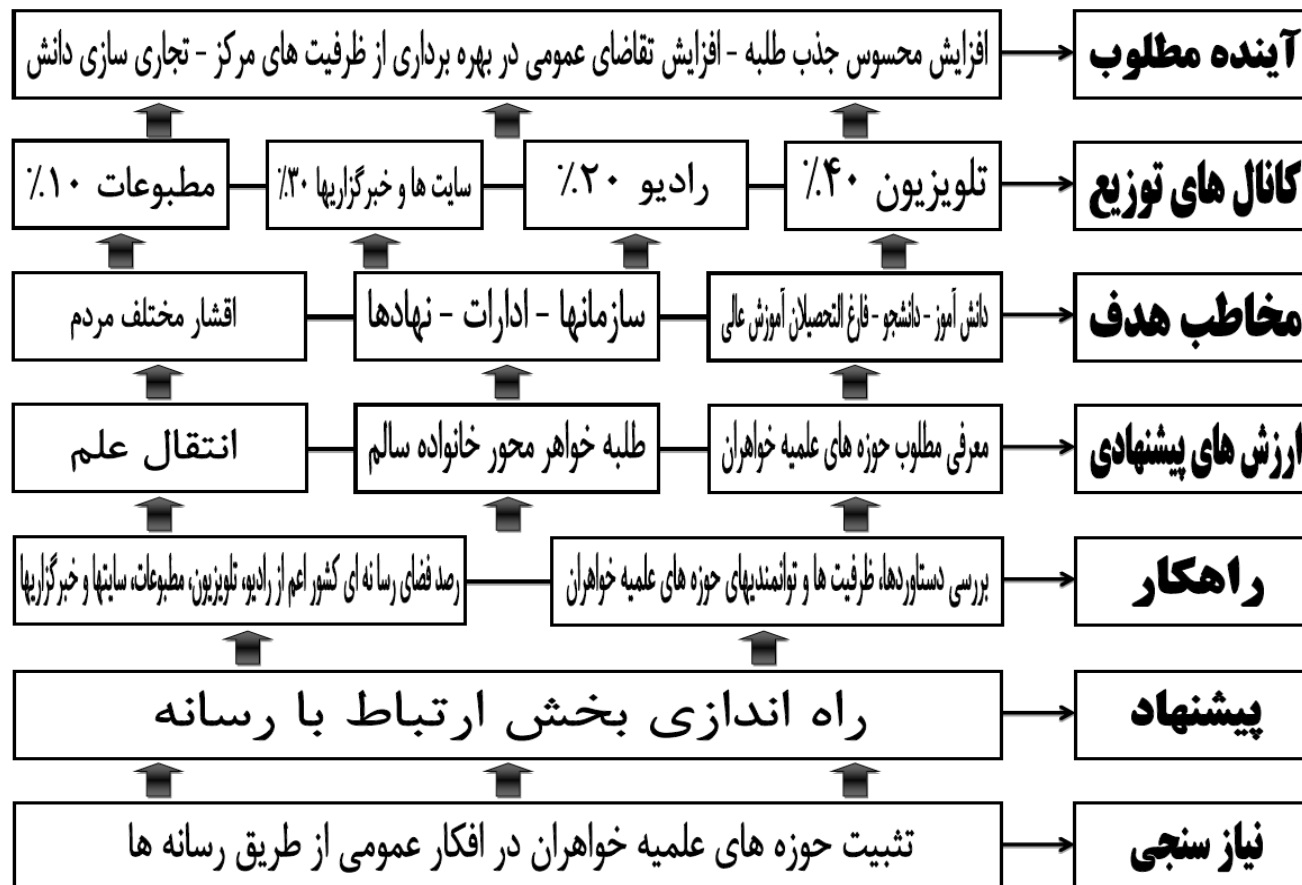 آینده مطلوب
افزایش محسوس جذب طلبه - افزایش تقاضای عمومی در بهره برداری از ظرفیت های مرکز - تجاری سازی دانش
کانال های توزیع
تلویزیون ۴۰٪
رادیو ۲۰٪
سایت ها و خبرگزاریها ۳۰٪
مطبوعات ۱۰٪
مخاطب هدف
دانش آموز - دانشجو - فارغ التحصیلان آموزش عالی
سازمانها - ادارات - نهادها
اقشار مختلف مردم
ارزش های پیشنهادی
معرفی مطلوب حوزه های علمیه خواهران
طلبه خواهر محور خانواده سالم
انتقال علم
راهکار
بررسی دستاوردها، ظرفیت ها و توانمندیهای حوزه های علمیه خواهران
رصد فضای رسا نه ای کشور اعم از رادیو، تلویزیون، مطبوعات، سایتها و خبرگزاریها
پیشنهاد
راه اندازی بخش ارتباط با رسانه
نیاز سنجی
تثبیت حوزه های علمیه خواهران در افکار عمومی از طریق رسانه ها